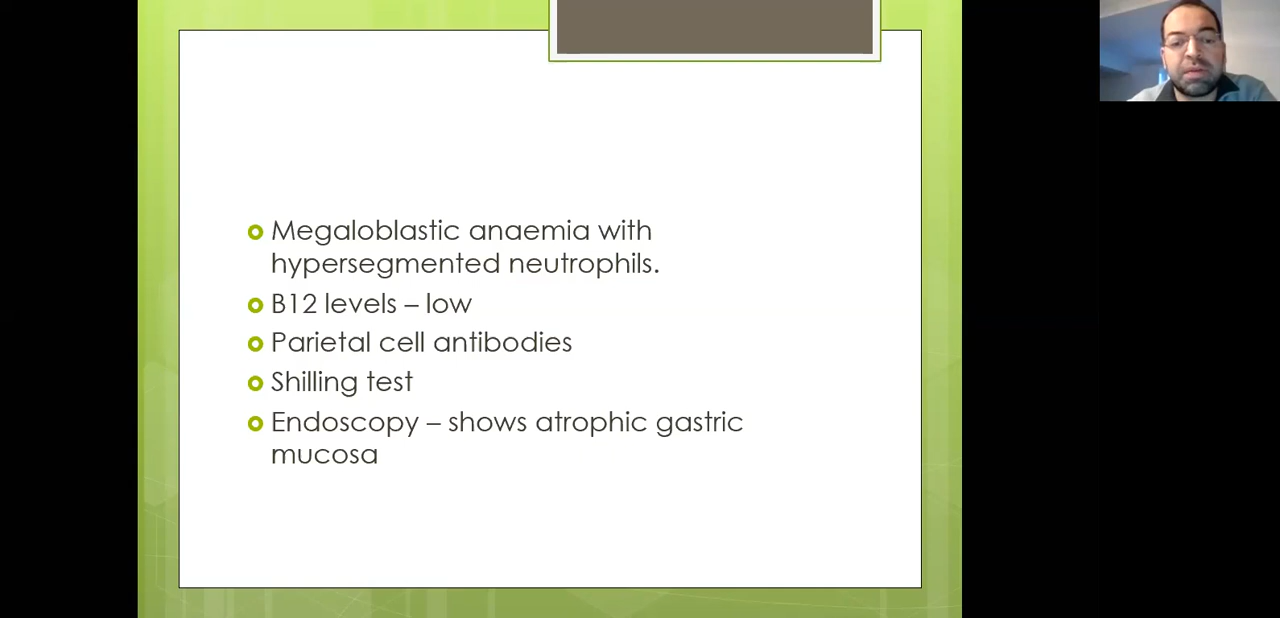 Megaloblastic anaemia with
hypersegmented neutrophils.
B12 levels – low
Parietal cell antibodies
Shilling test
Endoscopy – shows atrophic gastric
mucosa